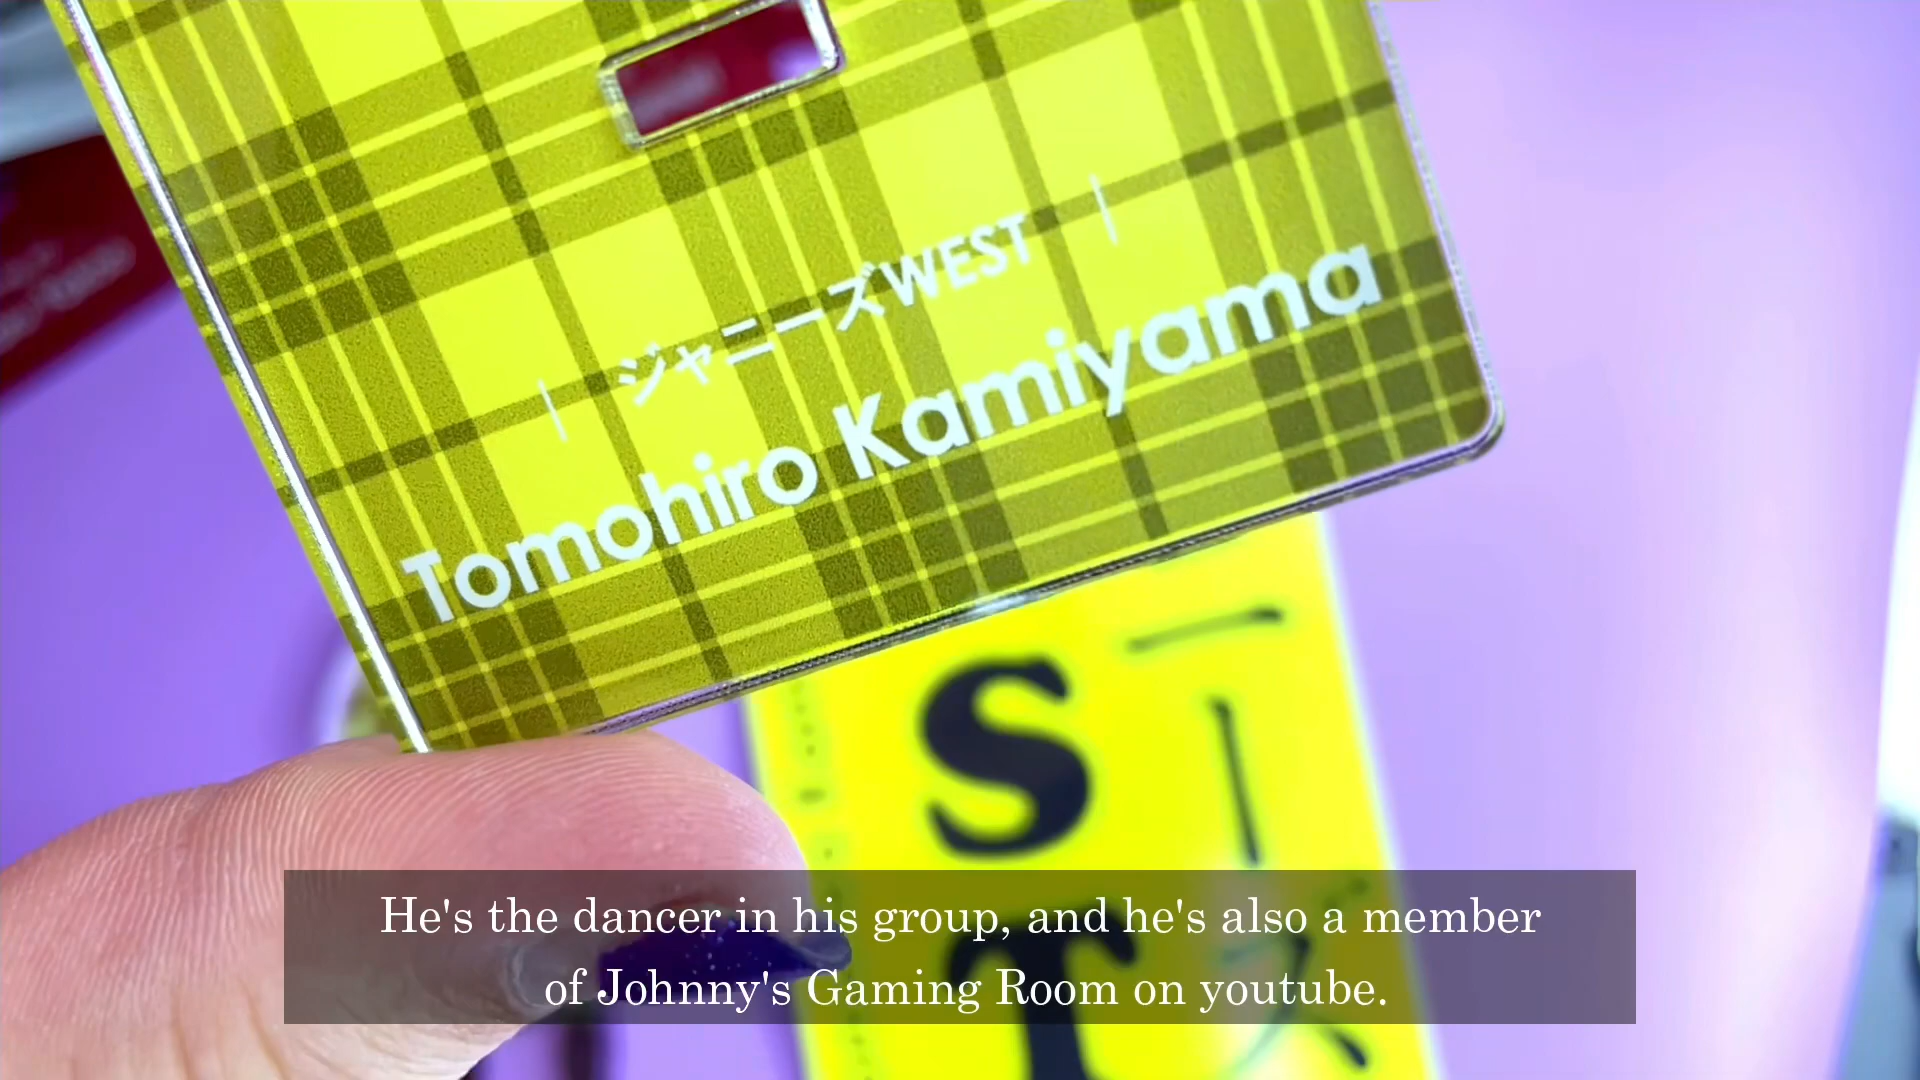 ジャニーズWEST
Tomohiro Kamiyama
S
T
He's the dancer in his group, and he's also a member
of Johnny's Gaming Room on youtube.